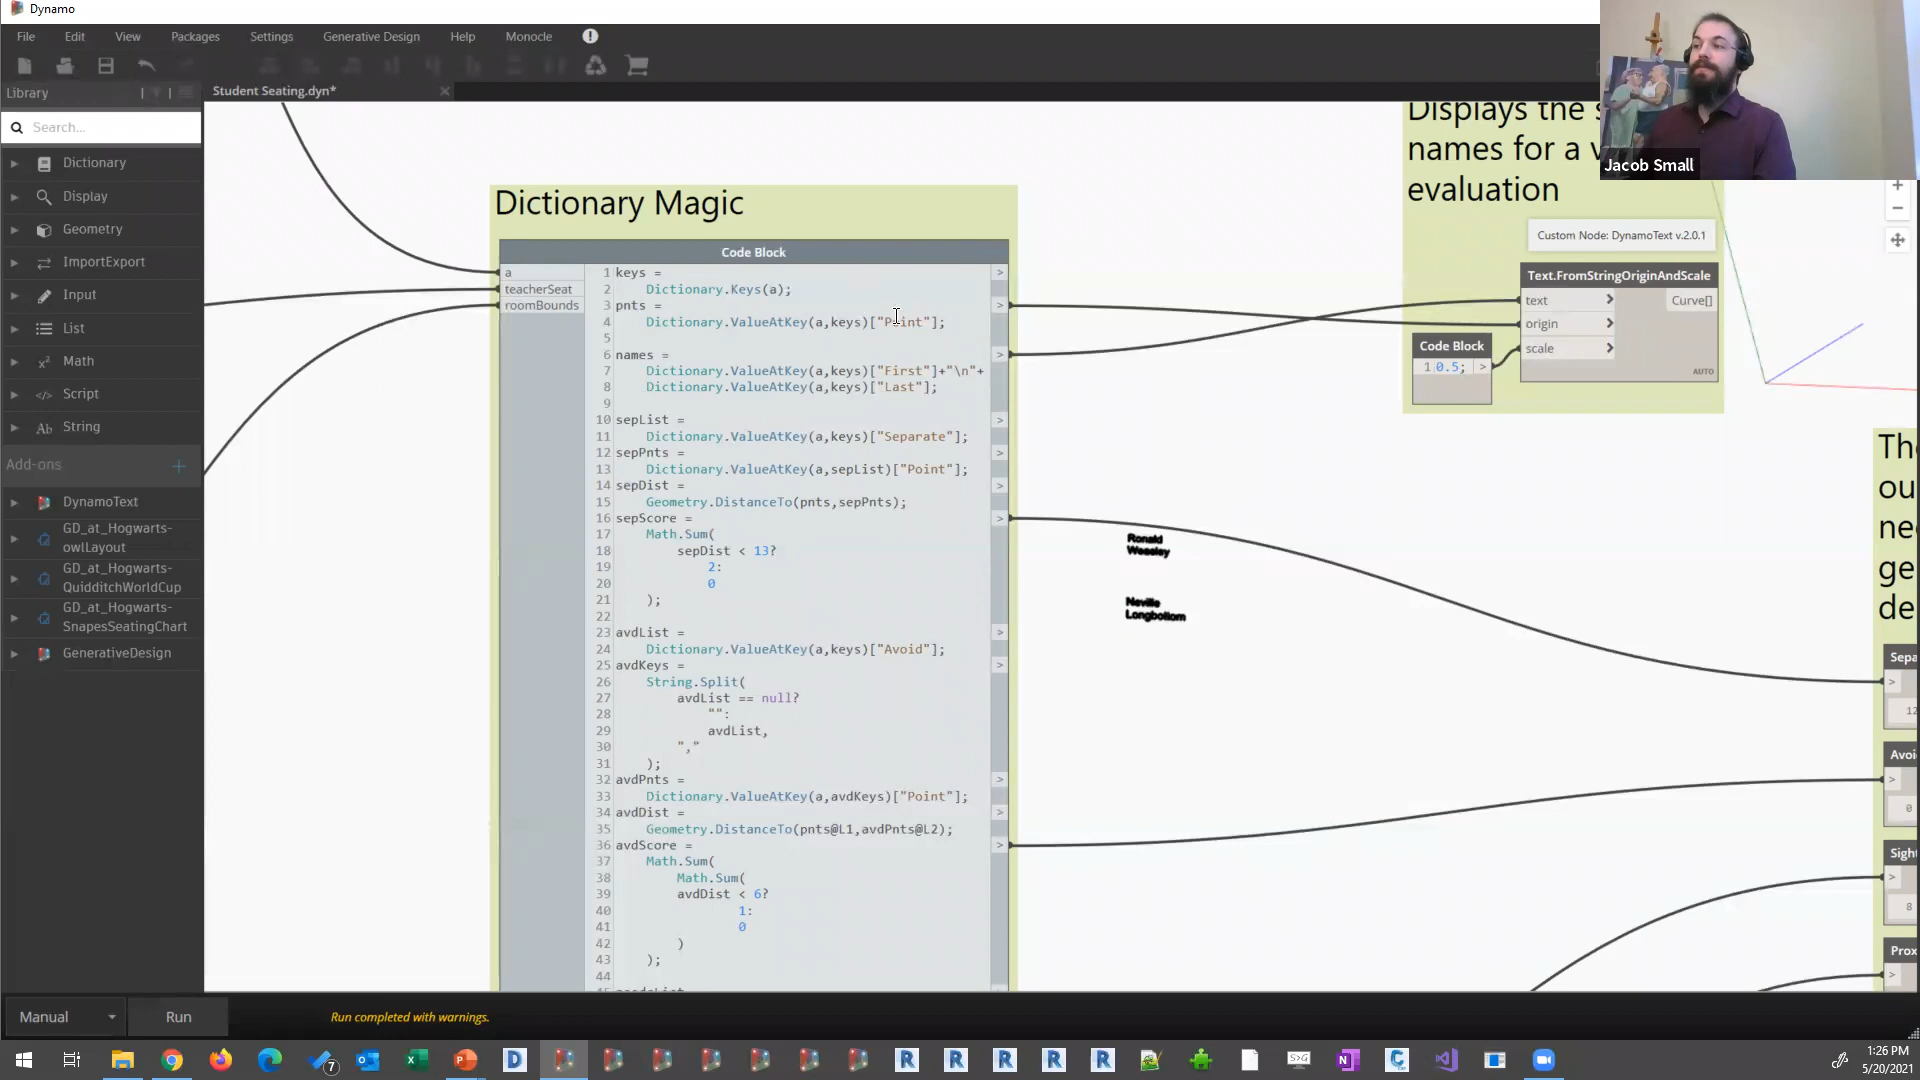 Dynamo
File Edit View Packages Settings Generative Design Help Monocle
Library
Student Seating.dyn*
Search...
Dictionary
Display
Geometry
ImportExport
Input
List
Math
Script
String
Add-ons
DynamoText
GD_at_Hogwarts-
owlLayout
GD_at_Hogwarts-
QuidditchWorldCup
GD_at_Hogwarts-
SnapesSeatingChart
GenerativeDesign
Dictionary Magic
Code Block
a
teacherSeat
roomBounds
1 keys =
2 Dictionary.Keys(a);
3 pnts =
4 Dictionary.ValueAtKey(a,keys)["Point"];
5
6 names =
7 Dictionary.ValueAtKey(a,keys)["First"]+"\n"+
8 Dictionary.ValueAtKey(a,keys)["Last"];
9
10 sepList =
11 Dictionary.ValueAtKey(a,keys)["Separate"];
12 sepPnts =
13 Dictionary.ValueAtKey(a,sepList)["Point"];
14 sepDist =
15 Geometry.DistanceTo(pnts,sepPnts);
16 sepScore =
17 Math.Sum(
18 sepDist < 13?
19 2:
20 0
21 );
22
23 avdList =
24 Dictionary.ValueAtKey(a,keys)["Avoid"];
25 avdKeys =
26 String.Split(
27 avdList == null?
28 "":
29 avdList,
30 ","
31 );
32 avdPnts =
33 Dictionary.ValueAtKey(a,avdKeys)["Point"];
34 avdDist =
35 Geometry.DistanceTo(pnts@L1,avdPnts@L2);
36 avdScore =
37 Math.Sum(
38 Math.Sum(
39 avdDist < 6?
40 1:
41 0
42 )
43 );
44
Ronald
Weasley
Neville
Longbottom
Displays the
names for a
evaluation
Custom Node: DynamoText v.2.0.1
Text.FromStringOriginAndScale
text Curve[]
origin
scale
AUTO
Code Block
1 0.5;
Jacob Small
Sepa
12
Avoi
0
Sigh
8
Prox
Manual
Run
Run completed with warnings.
7
1:26 PM
5/20/2021